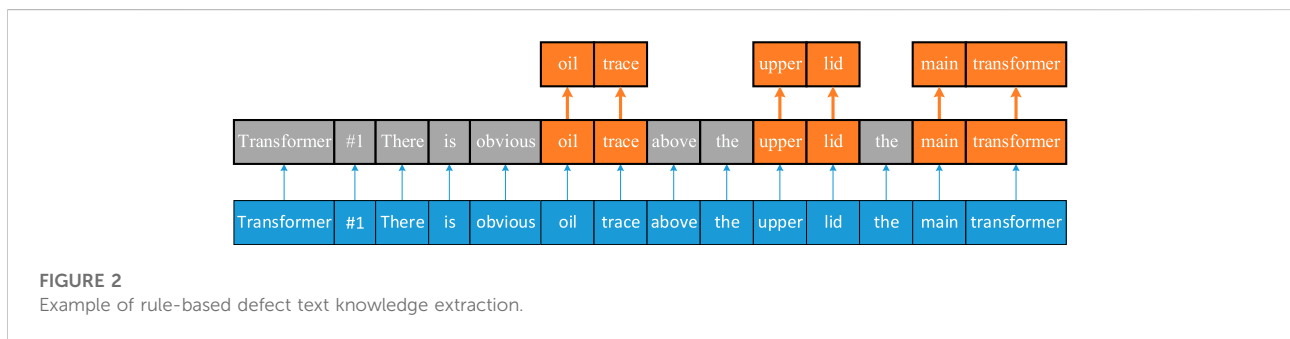 oil trace upper lid main transformer
Transformer #1 There is obvious oil trace above the upper lid the main transformer
Transformer #1 There is obvious oil trace above the upper lid the main transformer
FIGURE 2
Example of rule-based defect text knowledge extraction.